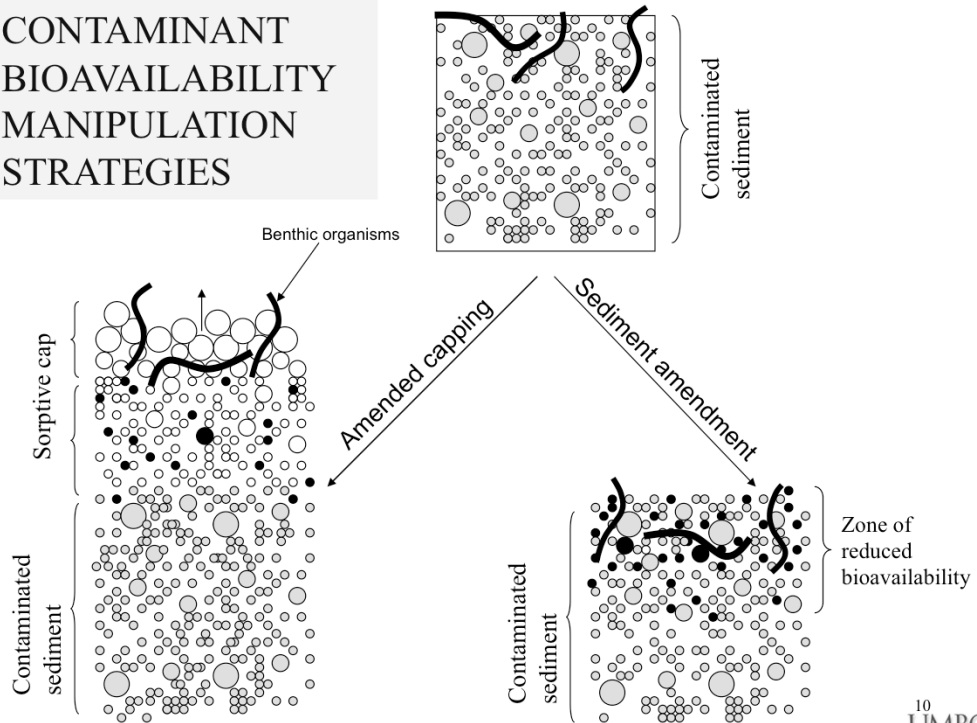 CONTAMINANT
BIOAVAILABILITY
MANIPULATION
STRATEGIES
Contaminated
sediment
Benthic organisms
Amended capping
Sediment amendment
Sorptive cap
Contaminated
sediment
Contaminated
sediment
Zone of
reduced
bioavailability
10